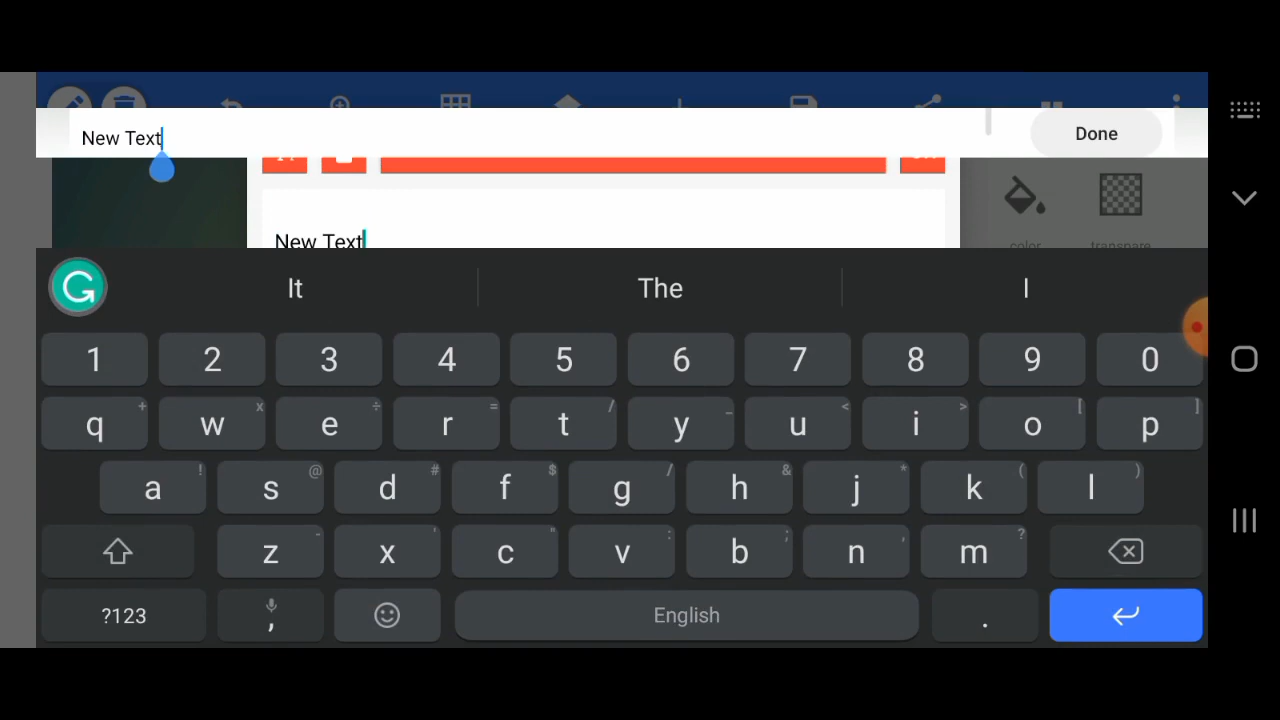 New Text
Done
New Text
It The I
1 2 3 4 5 6 7 8 9 0
q + w x e ÷ r = t / y _ u < i > o [ p ]
a ! s @ d # f $ g / h & j * k ( l )
z - x ' c " v : b ; n , m ?
?123 , English .